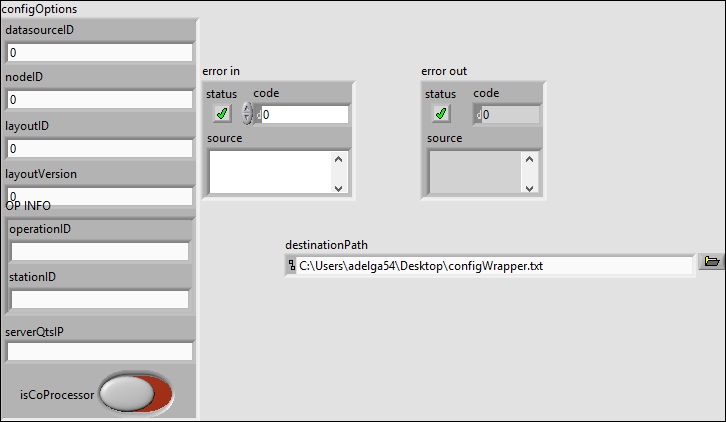 configOptions
datasourceID
0
nodeID
0
layoutID
0
layoutVersion
0
OP INFO
operationID
stationID
serverQtsIP
isCoProcessor
error in
status code
d 0
source
error out
status code
d 0
source
destinationPath
C:\Users\adelga54\Desktop\configWrapper.txt